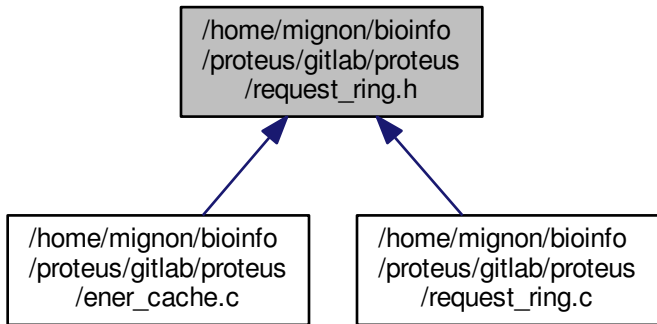 /home/mignon/bioinfo
/proteus/gitlab/proteus
/request_ring.h
/home/mignon/bioinfo
/proteus/gitlab/proteus
/ener_cache.c
/home/mignon/bioinfo
/proteus/gitlab/proteus
/request_ring.c